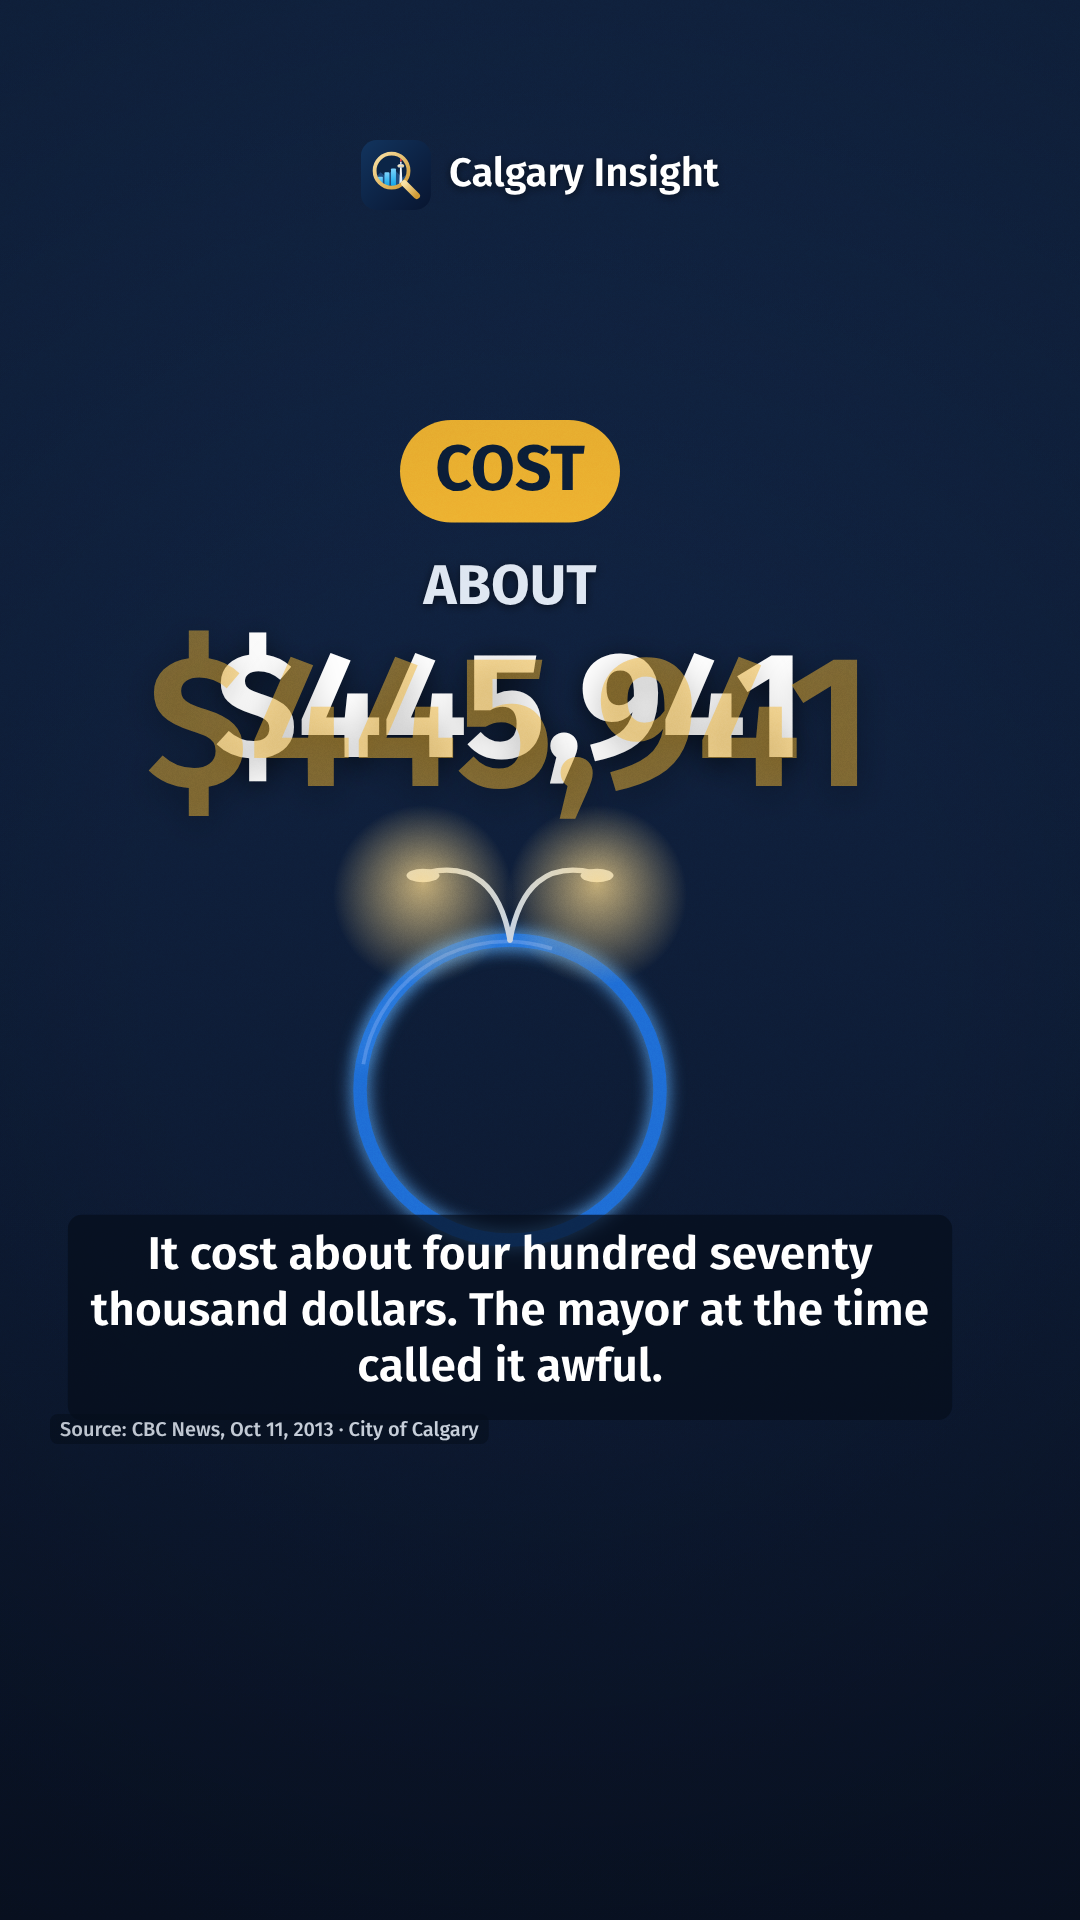 Calgary Insight
COST
ABOUT
$445,941
It cost about four hundred seventy
thousand dollars. The mayor at the time
called it awful.
Source: CBC News, Oct 11, 2013 · City of Calgary